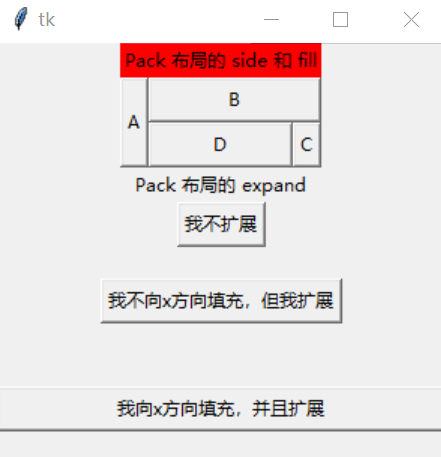 tk
Pack 布局的 side 和 fill
B
A
D
C
Pack 布局的 expand
我不扩展
我不向x方向填充，但我扩展
我向x方向填充，并且扩展